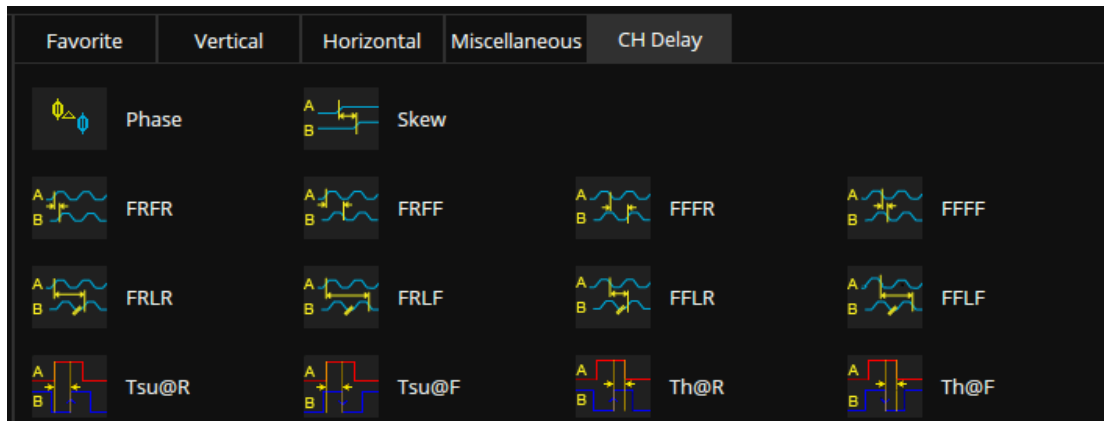 Favorite Vertical Horizontal Miscellaneous CH Delay
ϕ△ϕ Phase A B Skew
A B FRFR A B FRFF A B FFFR A B FFFF
A B FRLR A B FRLF A B FFLR A B FFLF
A B Tsu@R A B Tsu@F A B Th@R A B Th@F